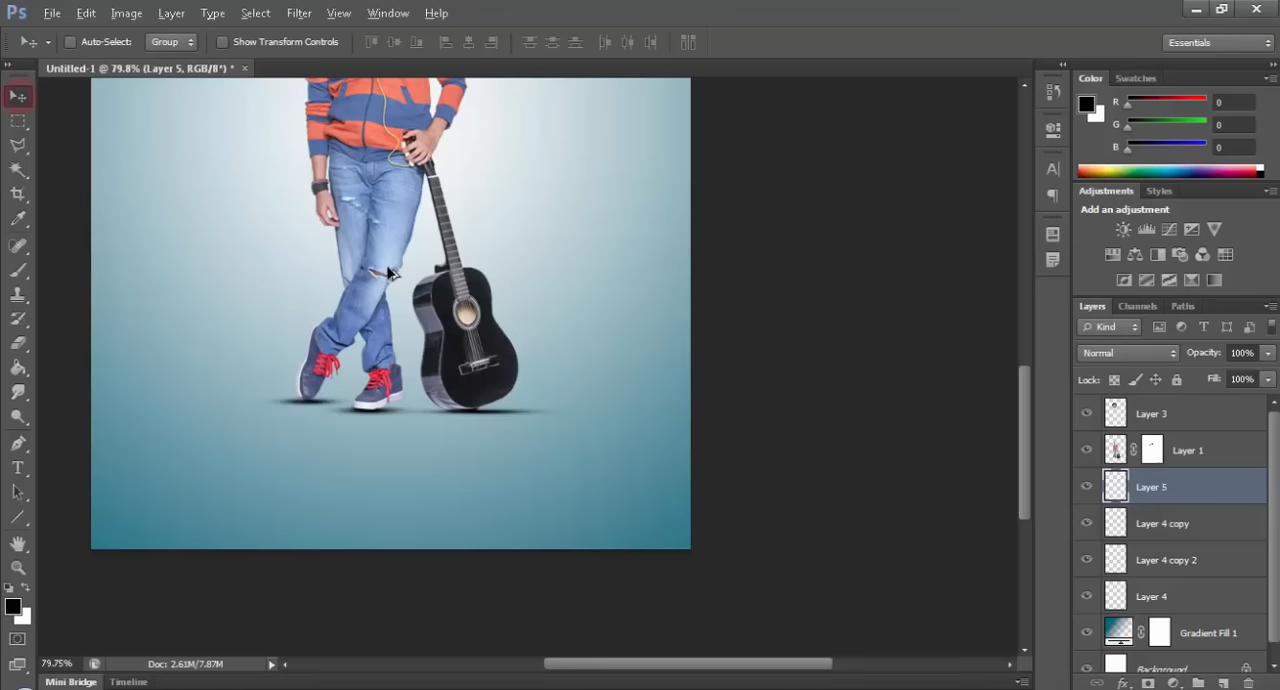 Ps File Edit Image Layer Type Select Filter View Window Help
Auto-Select: Group Show Transform Controls Essentials
Untitled-1 @ 79.8% (Layer 5, RGB/8*) * ×
Color Swatches
R 0
G 0
B 0
Adjustments Styles
Add an adjustment
Layers Channels Paths
Kind
Normal Opacity: 100%
Lock: Fill: 100%
Layer 3
Layer 1
Layer 5
Layer 4 copy
Layer 4 copy 2
Layer 4
Gradient Fill 1
Background
79.75% Doc: 2.61M/7.87M
Mini Bridge Timeline